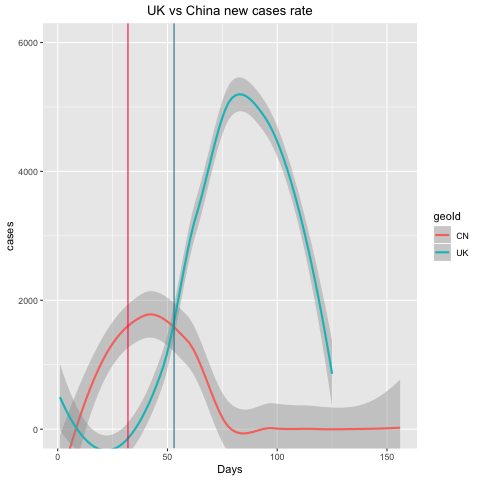 UK vs China new cases rate
6000
4000
2000
0
cases
0 50 100 150
Days
geoId
CN
UK